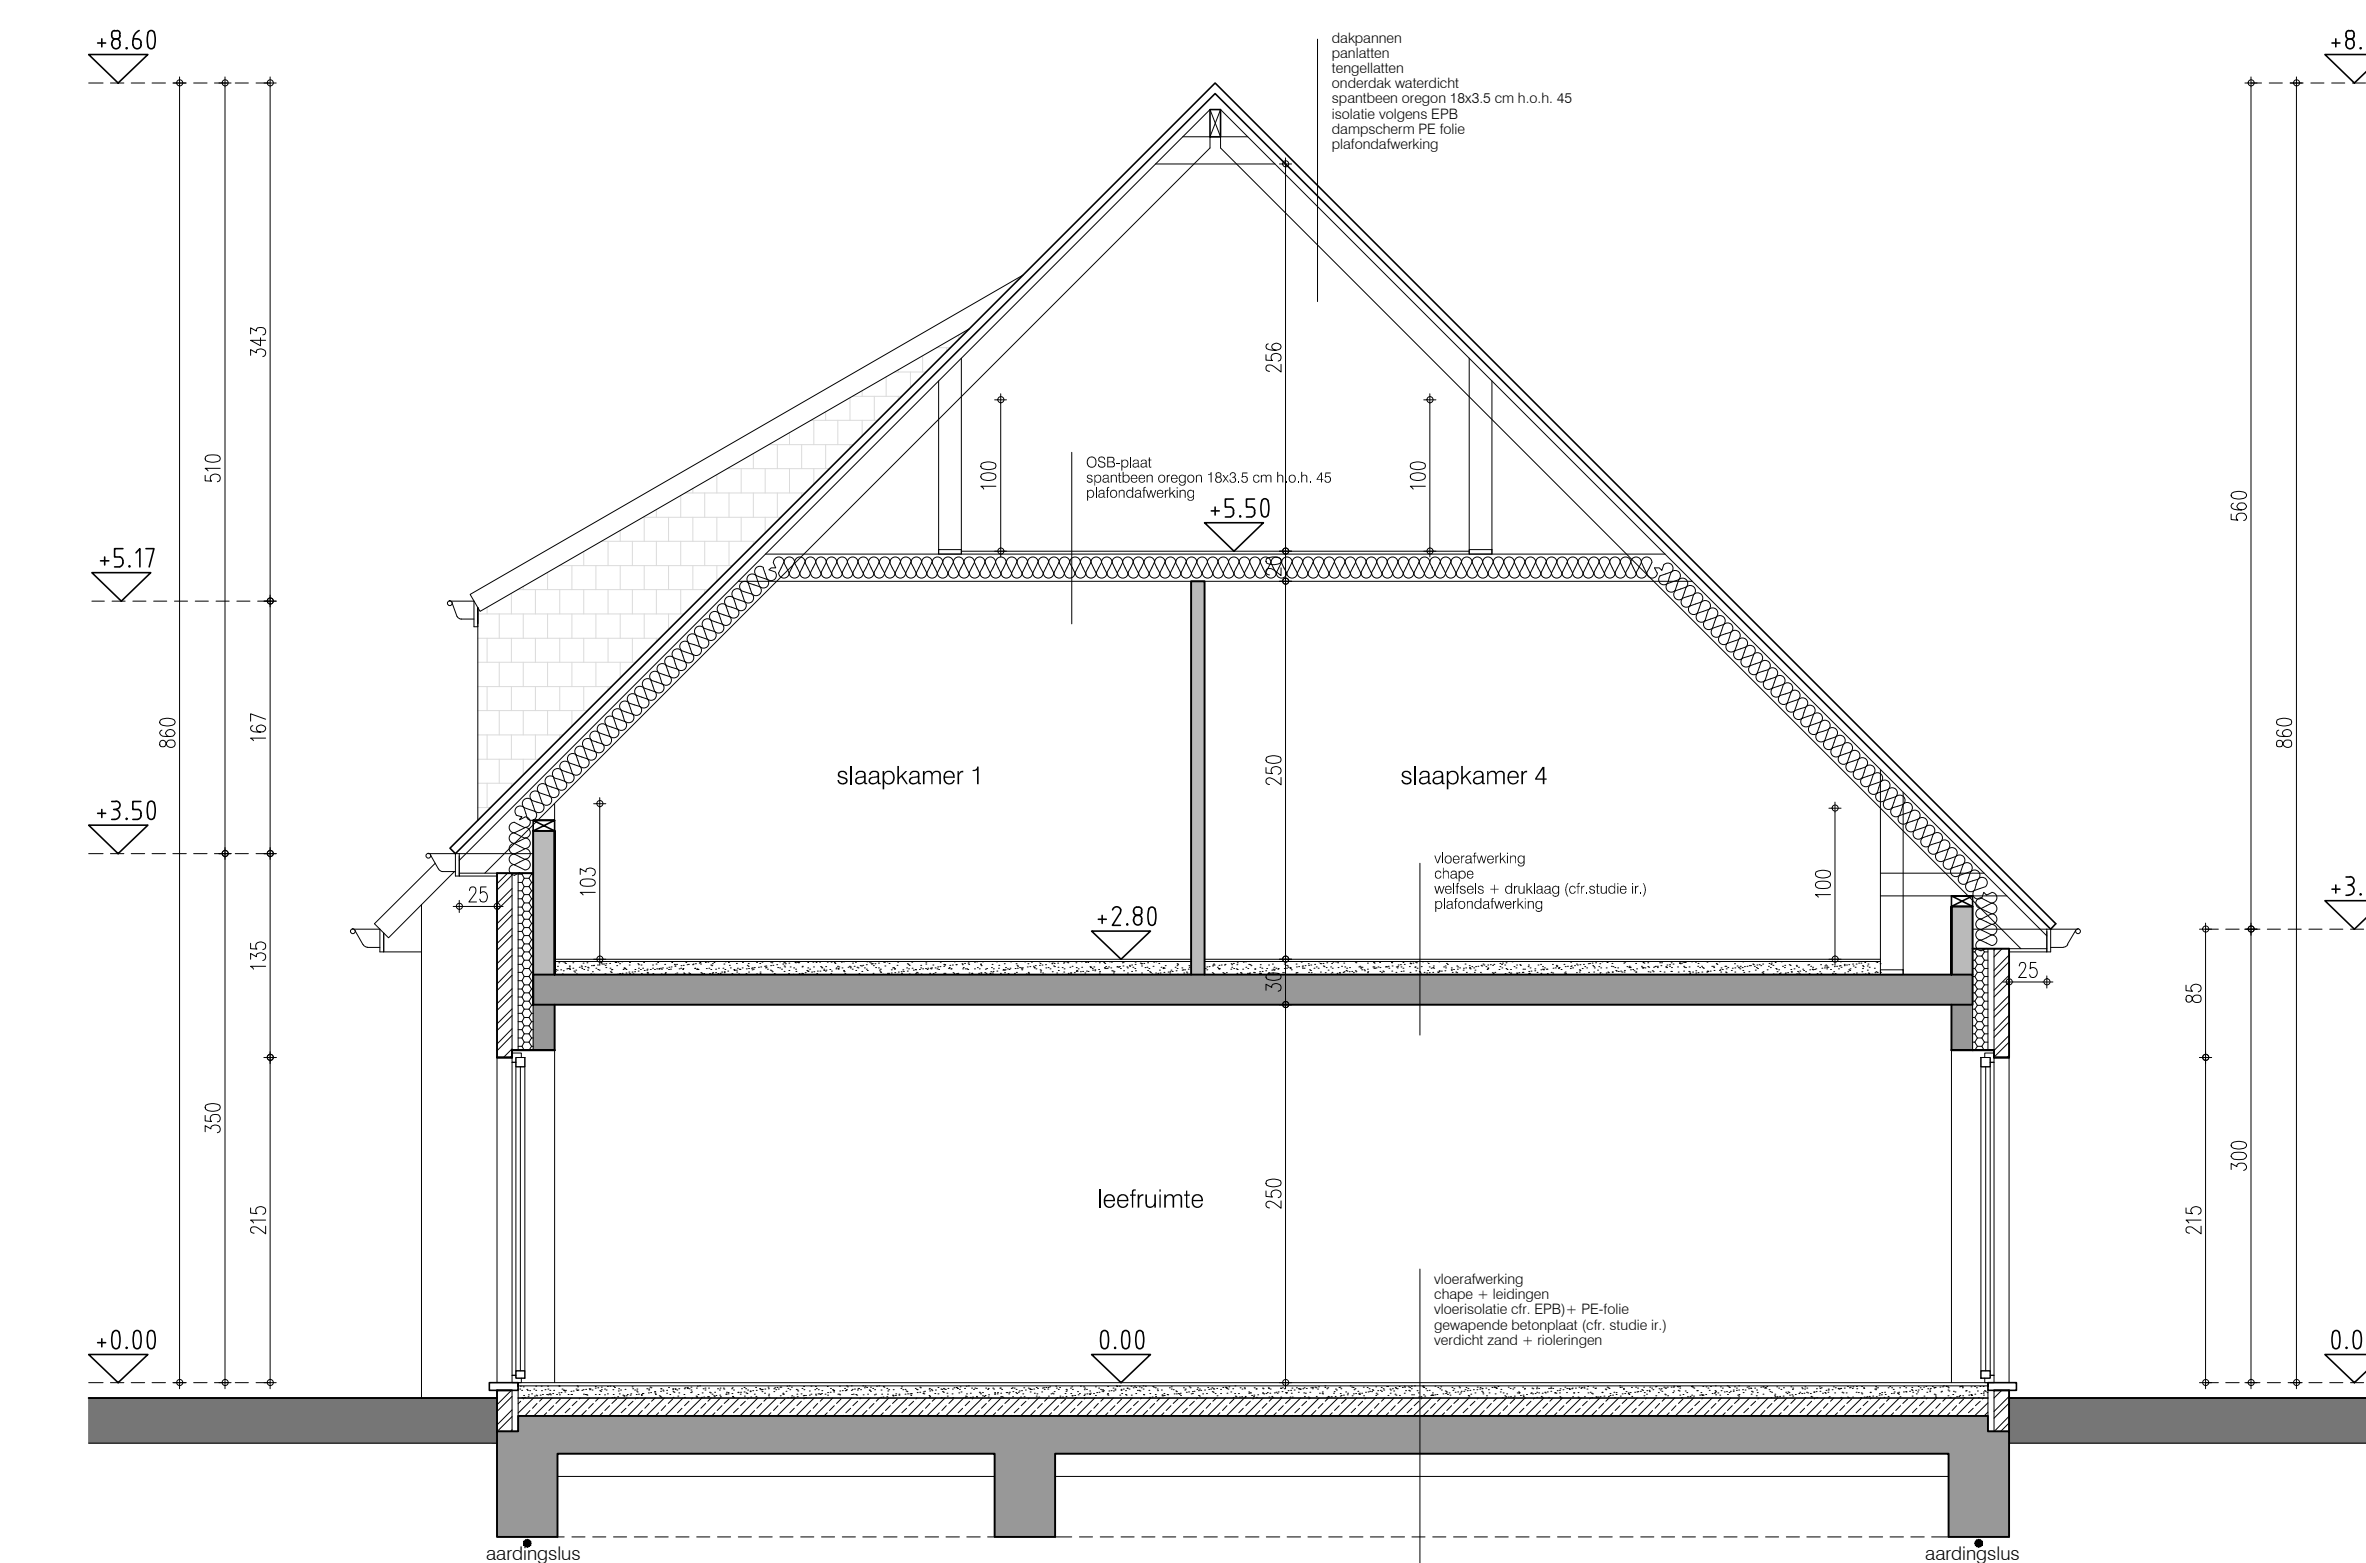 +8.60
+8.
dakpannen
panlatten
tengellatten
onderdak waterdicht
spantbeen oregon 18x3.5 cm h.o.h. 45
isolatie volgens EPB
dampscherm PE folie
plafondafwerking
343
256
510
100
OSB-plaat
spantbeen oregon 18x3.5 cm h.o.h. 45
plafondafwerking
100
+5.50
560
+5.17
20
860
167
slaapkamer 1
250
slaapkamer 4
860
+3.50
103
vloerafwerking
chape
welfsels + druklaag (cfr.studie ir.)
plafondafwerking
100
+3.
25
+2.80
135
30
25
85
350
215
leefruimte
250
300
215
vloerafwerking
chape + leidingen
vloerisolatie cfr. EPB)+ PE-folie
gewapende betonplaat (cfr. studie ir.)
verdicht zand + rioleringen
+0.00
0.00
0.0
aardingslus
aardingslus